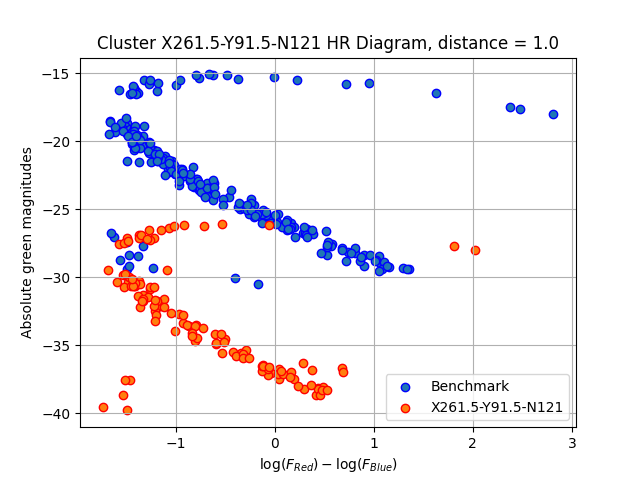 Cluster X261.5-Y91.5-N121 HR Diagram, distance = 1.0
Absolute green magnitudes
−15
−20
−25
−30
−35
−40
Benchmark
X261.5-Y91.5-N121
−1 0 1 2 3
log(F_Red) − log(F_Blue)